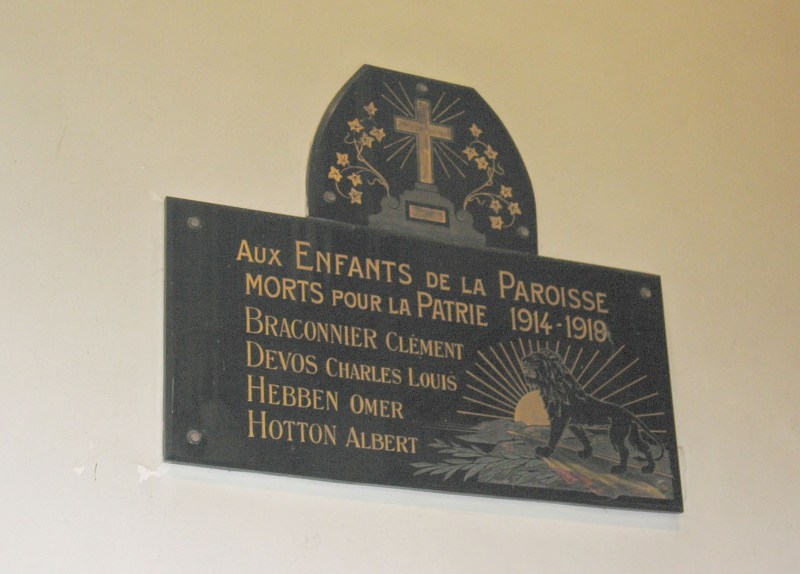 Aux Enfants de la Paroisse
morts pour la Patrie 1914-1918
Braconnier Clément
Devos Charles Louis
Hebben Omer
Hotton Albert